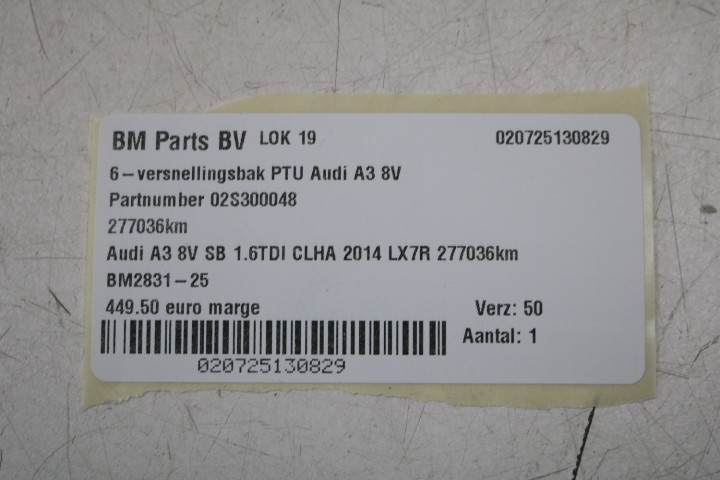 BM Parts BV LOK 19 020725130829
6-versnellingsbak PTU Audi A3 8V
Partnumber 02S300048
277036km
Audi A3 8V SB 1.6TDI CLHA 2014 LX7R 277036km
BM2831-25
449.50 euro marge Verz: 50
Aantal: 1
020725130829